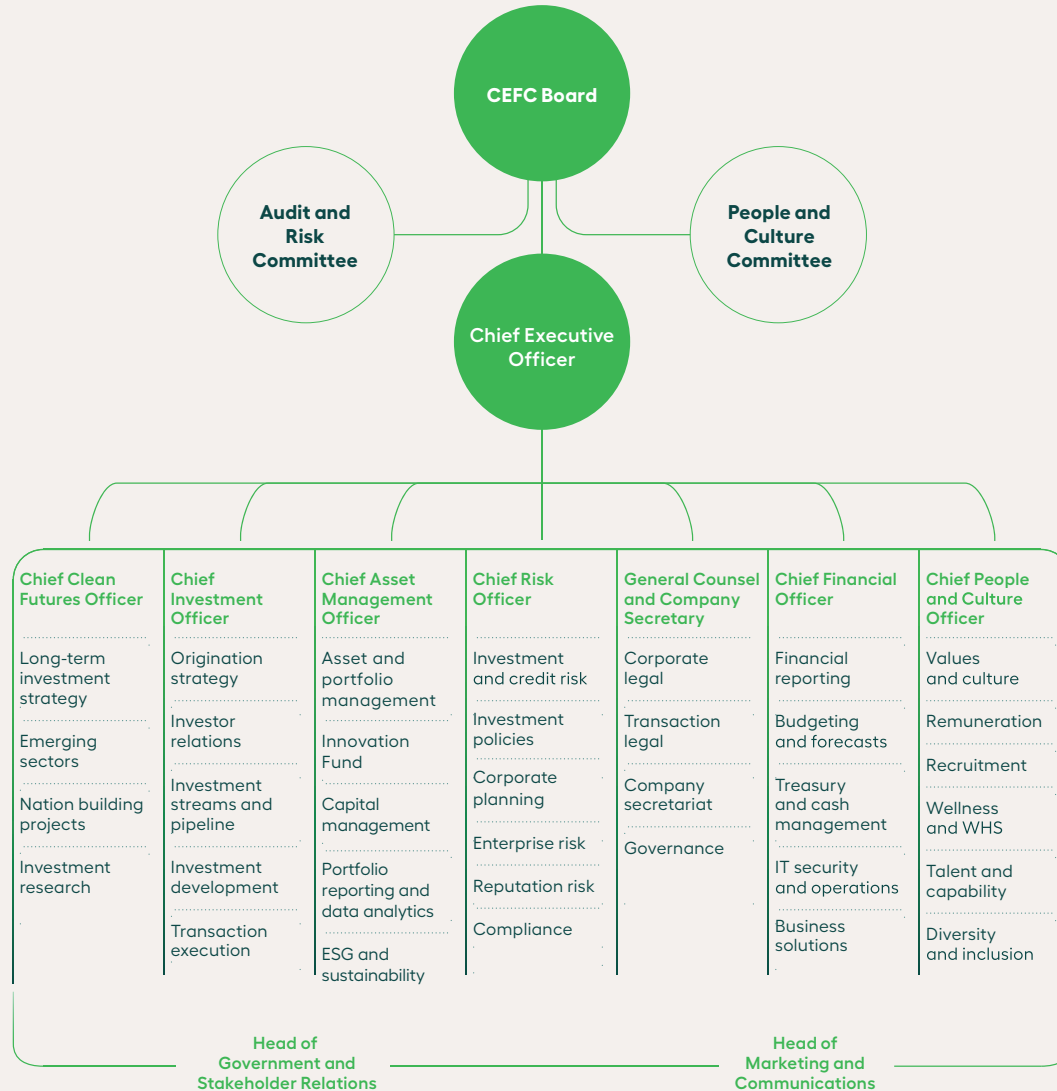 CEFC Board
Audit and
Risk
Committee
People and
Culture
Committee
Chief Executive
Officer
Chief Clean
Futures Officer
Long-term
investment
strategy
Emerging
sectors
Nation building
projects
Investment
research
Chief
Investment
Officer
Origination
strategy
Investor
relations
Investment
streams and
pipeline
Investment
development
Transaction
execution
Chief Asset
Management
Officer
Asset and
portfolio
management
Innovation
Fund
Capital
management
Portfolio
reporting and
data analytics
ESG and
sustainability
Chief Risk
Officer
Investment
and credit risk
Investment
policies
Corporate
planning
Enterprise risk
Reputation risk
Compliance
General Counsel
and Company
Secretary
Corporate
legal
Transaction
legal
Company
secretariat
Governance
Chief Financial
Officer
Financial
reporting
Budgeting
and forecasts
Treasury
and cash
management
IT security
and operations
Business
solutions
Chief People
and Culture
Officer
Values
and culture
Remuneration
Recruitment
Wellness
and WHS
Talent and
capability
Diversity
and inclusion
Head of
Government and
Stakeholder Relations
Head of
Marketing and
Communications